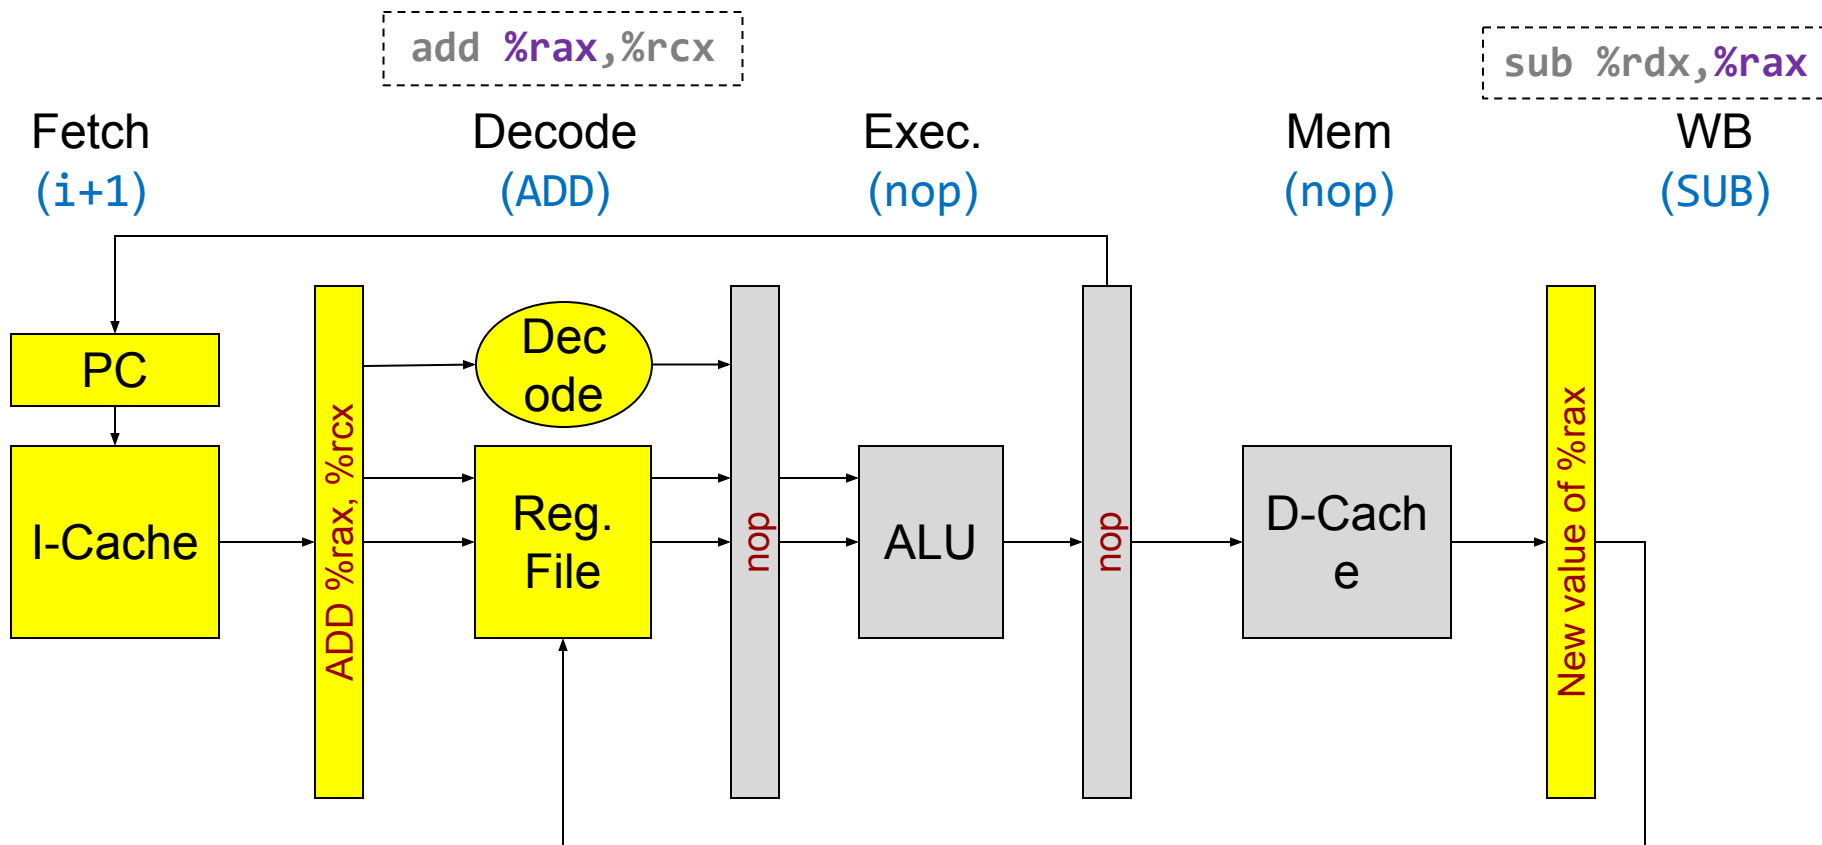 add %rax,%rcx
sub %rdx,%rax
Fetch
(i+1)
Decode
(ADD)
Exec.
(nop)
Mem
(nop)
WB
(SUB)
PC
I-Cache
ADD %rax, %rcx
Dec
ode
Reg.
File
nop
ALU
nop
D-Cach
e
New value of %rax